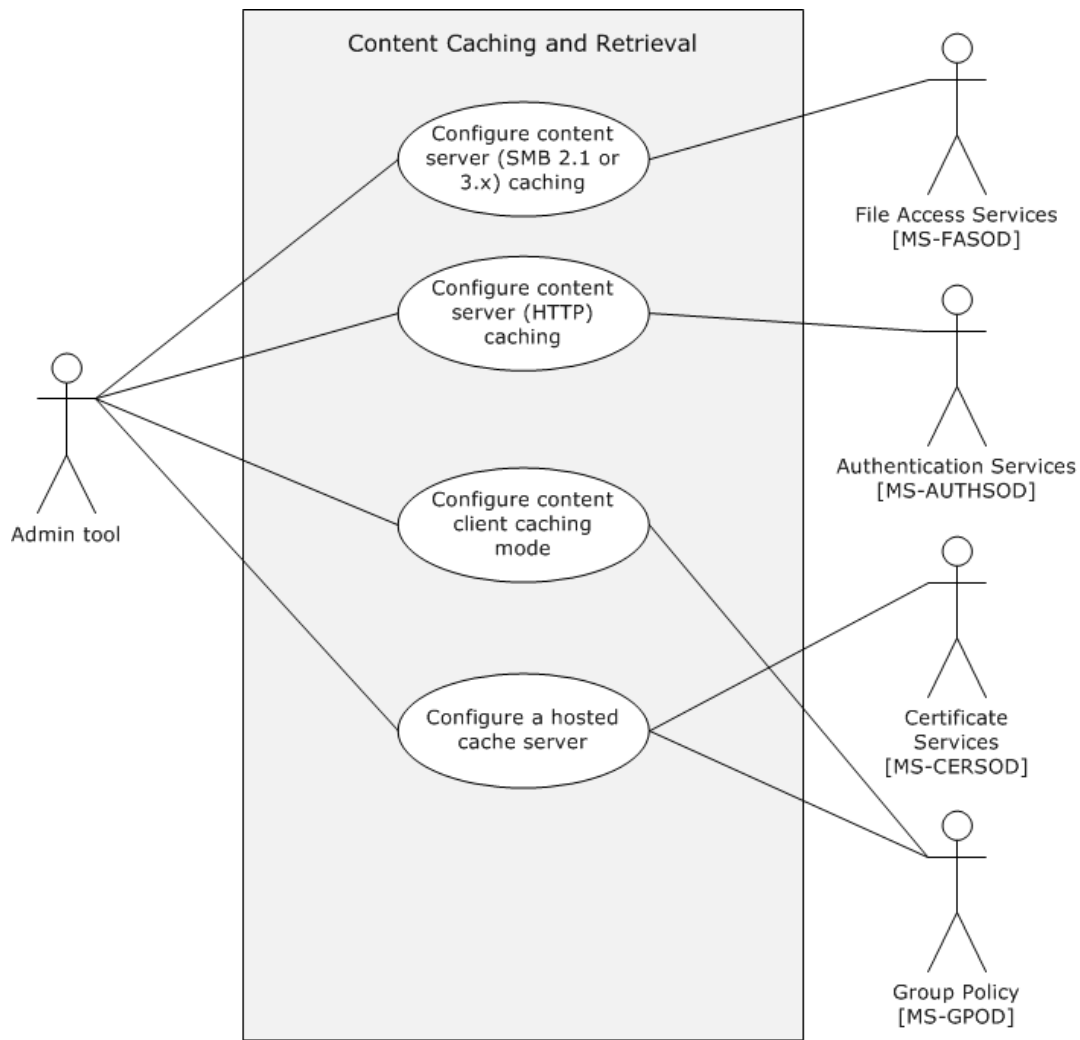 Content Caching and Retrieval
Configure content
server (SMB 2.1 or
3.x) caching
File Access Services
[MS-FASOD]
Configure content
server (HTTP)
caching
Authentication Services
[MS-AUTHSOD]
Admin tool
Configure content
client caching
mode
Configure a hosted
cache server
Certificate
Services
[MS-CERSOD]
Group Policy
[MS-GPOD]